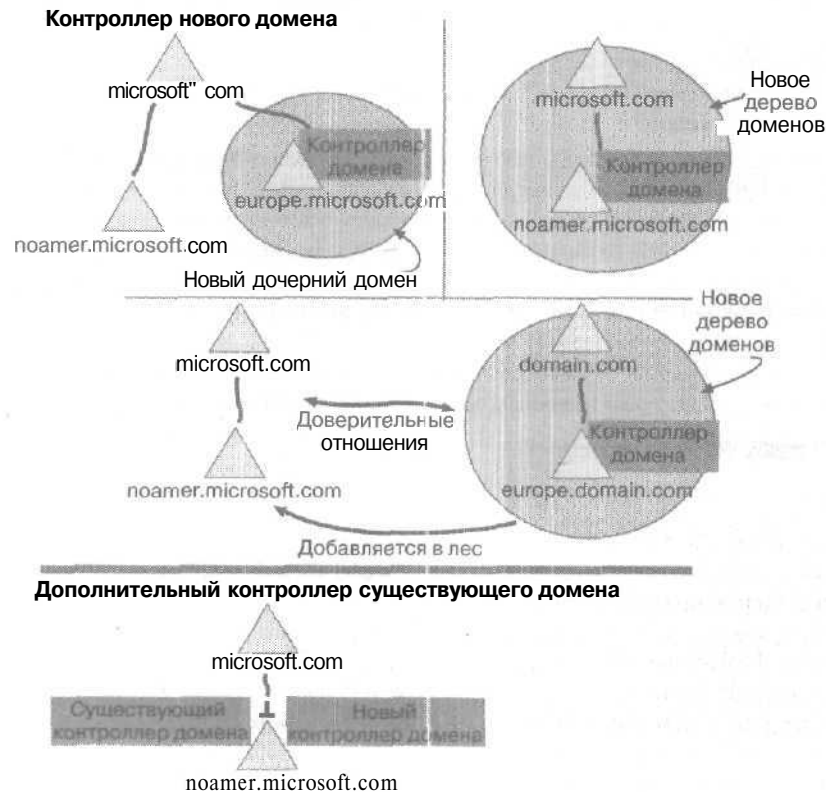 Контроллер нового домена
microsoft" com
Контроллер
домена
europe.microsoft.com
noamer.microsoft.com
Новый дочерний домен
microsoft.com
Новое
дерево
доменов
Контроллер
домена
noamer.microsoft.com
microsoft.com
Доверительные
отношения
noamer.microsoft.com
Добавляется в лес
Новое
дерево
доменов
domain.com
Контроллер
домена
europe.domain.com
Дополнительный контроллер существующего домена
microsoft.com
Существующий
контроллер домена
Новый
контроллер домена
noamer.microsoft.com